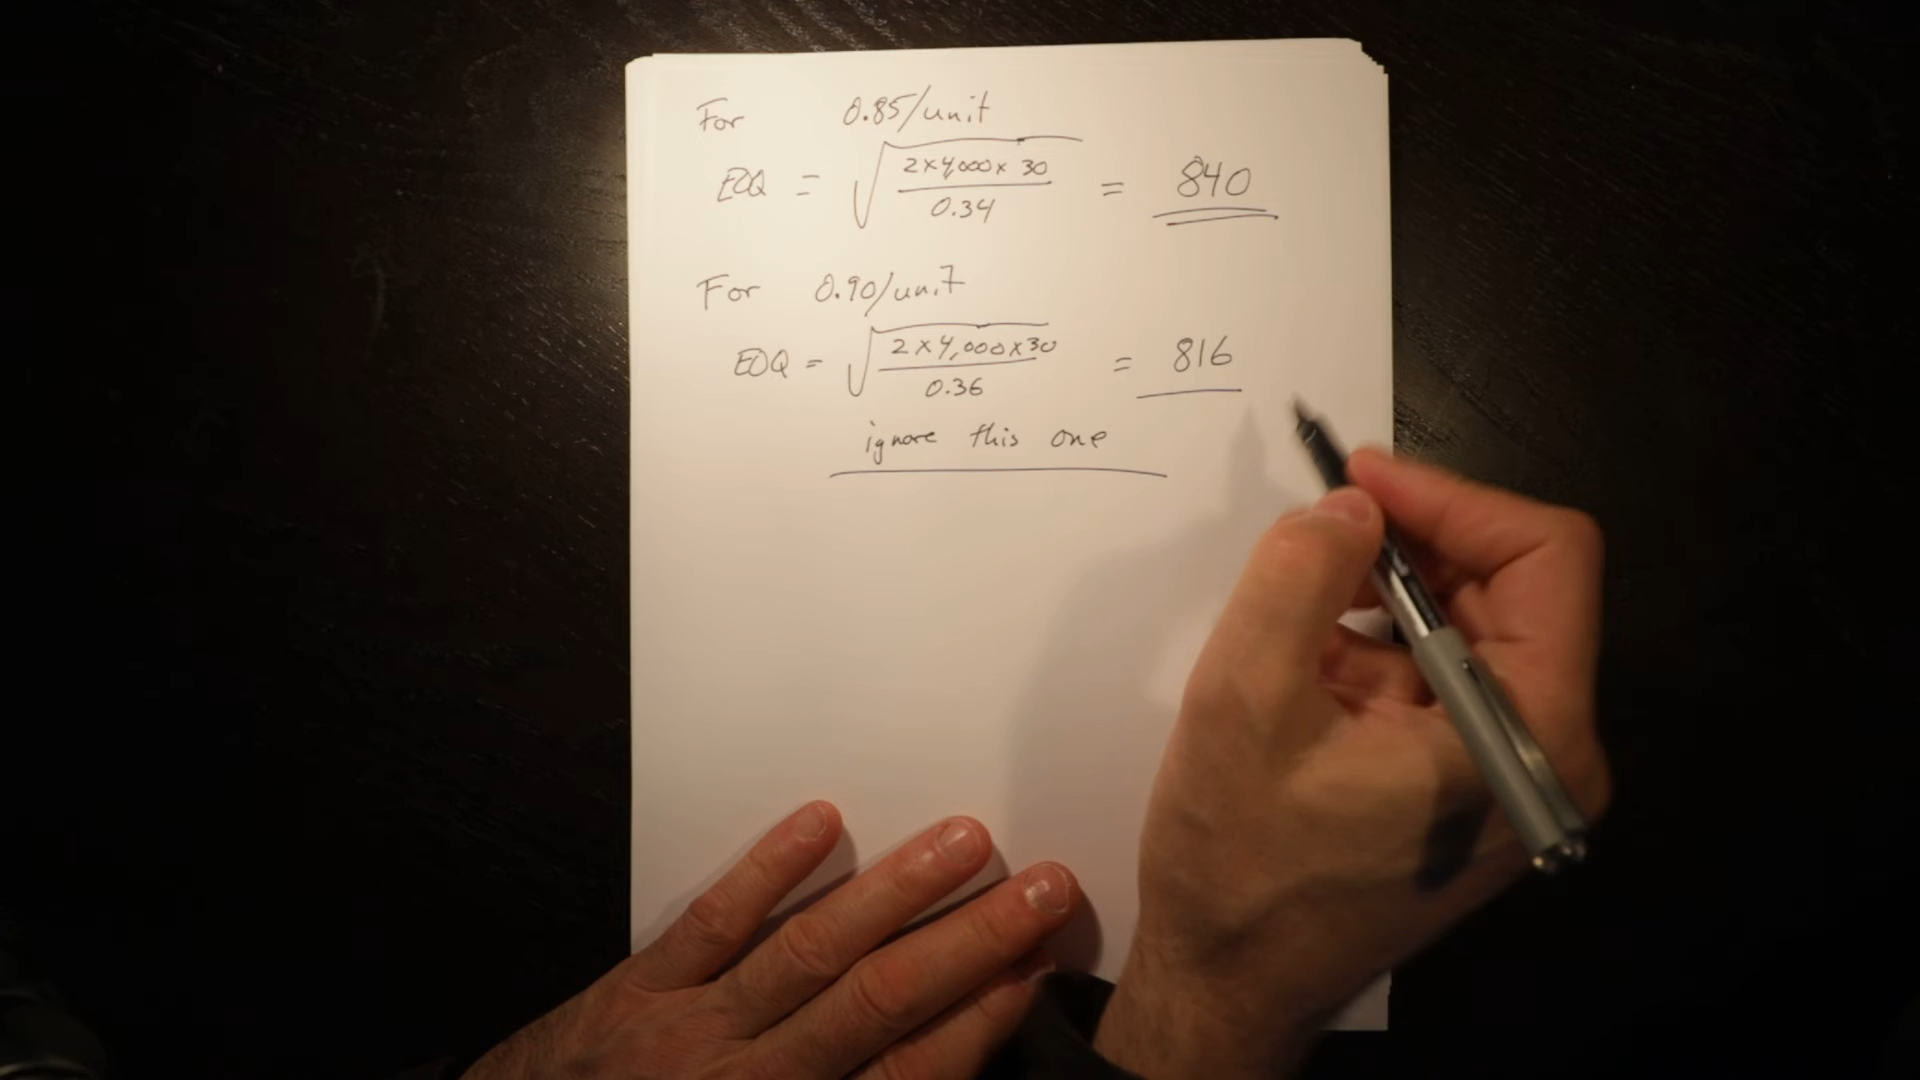 For 0.85/unit
EOQ = √(2×4,000×30 / 0.34) = 840
For 0.90/unit
EOQ = √(2×4,000×30 / 0.36) = 816
ignore this one